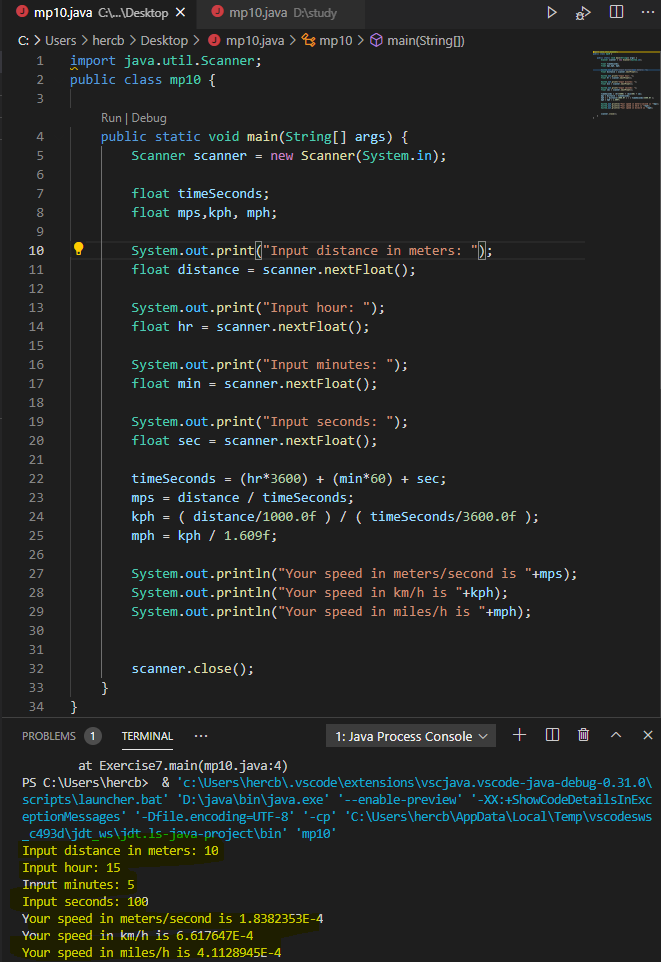 mp10.java C:\...\Desktop × mp10.java D:\study ...
C: > Users > hercb > Desktop > mp10.java > mp10 > main(String[])
1 import java.util.Scanner;
2 public class mp10 {
3
Run | Debug
4 public static void main(String[] args) {
5 Scanner scanner = new Scanner(System.in);
6
7 float timeSeconds;
8 float mps,kph, mph;
9
10 System.out.print("Input distance in meters: ");
11 float distance = scanner.nextFloat();
12
13 System.out.print("Input hour: ");
14 float hr = scanner.nextFloat();
15
16 System.out.print("Input minutes: ");
17 float min = scanner.nextFloat();
18
19 System.out.print("Input seconds: ");
20 float sec = scanner.nextFloat();
21
22 timeSeconds = (hr*3600) + (min*60) + sec;
23 mps = distance / timeSeconds;
24 kph = ( distance/1000.0f ) / ( timeSeconds/3600.0f );
25 mph = kph / 1.609f;
26
27 System.out.println("Your speed in meters/second is "+mps);
28 System.out.println("Your speed in km/h is "+kph);
29 System.out.println("Your speed in miles/h is "+mph);
30
31
32 scanner.close();
33 }
34 }
PROBLEMS 1 TERMINAL ... 1: Java Process Console
at Exercise7.main(mp10.java:4)
PS C:\Users\hercb> & 'c:\Users\hercb\.vscode\extensions\vscjava.vscode-java-debug-0.31.0\
scripts\launcher.bat' 'D:\java\bin\java.exe' '--enable-preview' '-XX:+ShowCodeDetailsInExc
eptionMessages' '-Dfile.encoding=UTF-8' '-cp' 'C:\Users\hercb\AppData\Local\Temp\vscodesws
_c493d\jdt_ws\jdt.ls-java-project\bin' 'mp10'
Input distance in meters: 10
Input hour: 15
Input minutes: 5
Input seconds: 100
Your speed in meters/second is 1.8382353E-4
Your speed in km/h is 6.617647E-4
Your speed in miles/h is 4.1128945E-4